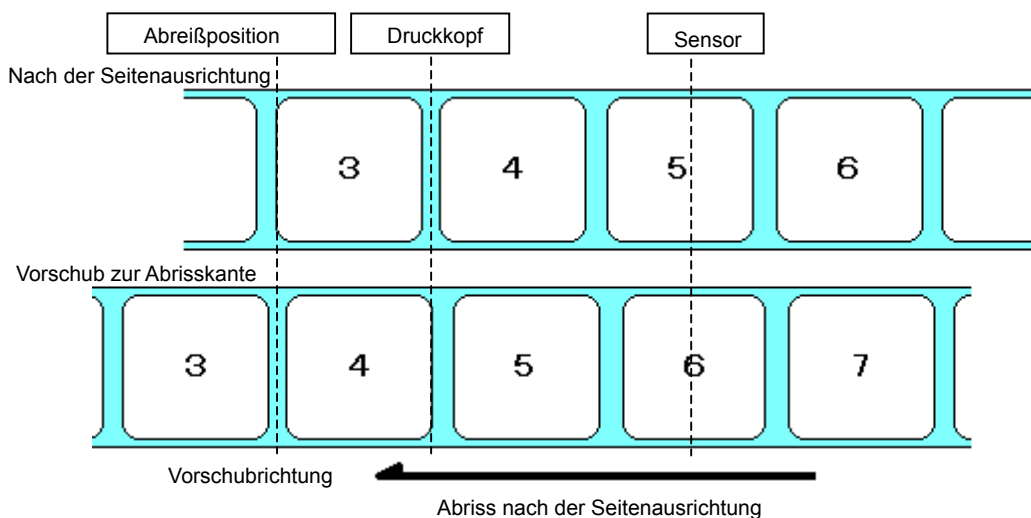 Abreißposition
Druckkopf
Sensor
Nach der Seitenausrichtung
3 4 5 6
Vorschub zur Abrisskante
3 4 5 6 7
Vorschubrichtung
Abriss nach der Seitenausrichtung